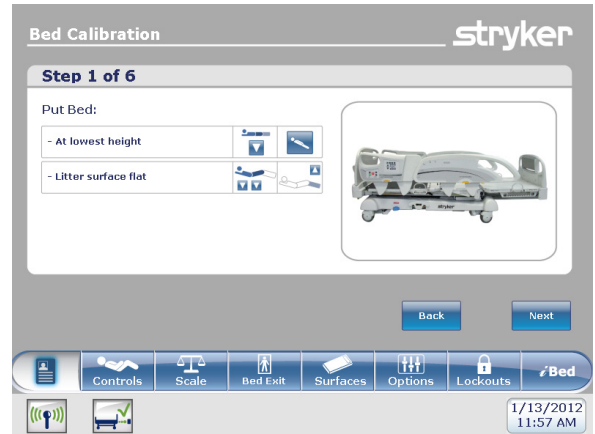 Bed Calibration
stryker
Step 1 of 6
Put Bed:
- At lowest height
- Litter surface flat
stryker
Back
Next
Controls
Scale
Bed Exit
Surfaces
Options
Lockouts
iBed
1/13/2012
11:57 AM